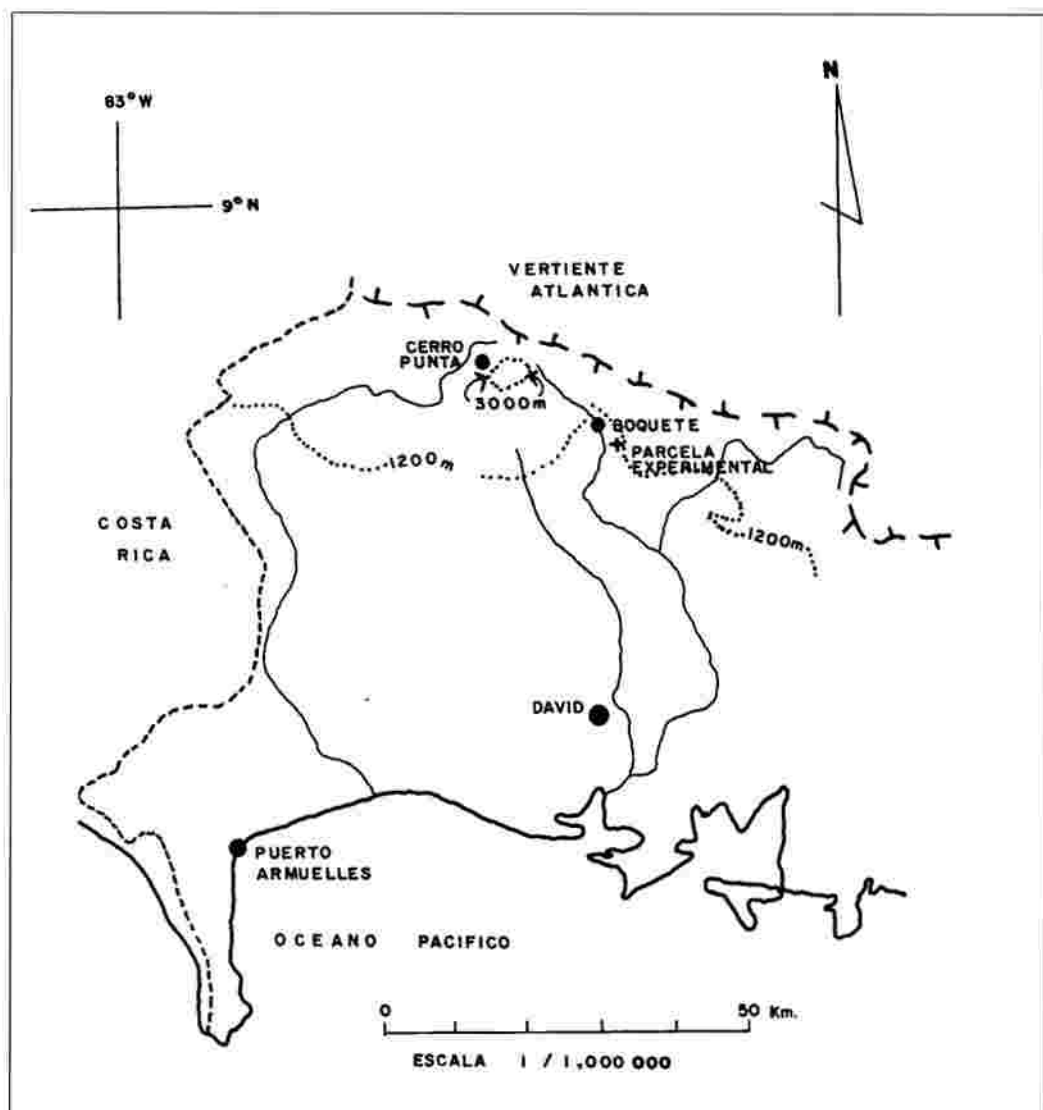 83°W
N
9°N
VERTIENTE
ATLANTICA
CERRO
PUNTA
3000m
BOQUETE
PARCELA
EXPERIMENTAL
1200m
COSTA
RICA
1200m
DAVID
PUERTO
ARMUELLES
OCEANO PACIFICO
0 50 Km.
ESCALA 1 / 1,000 000